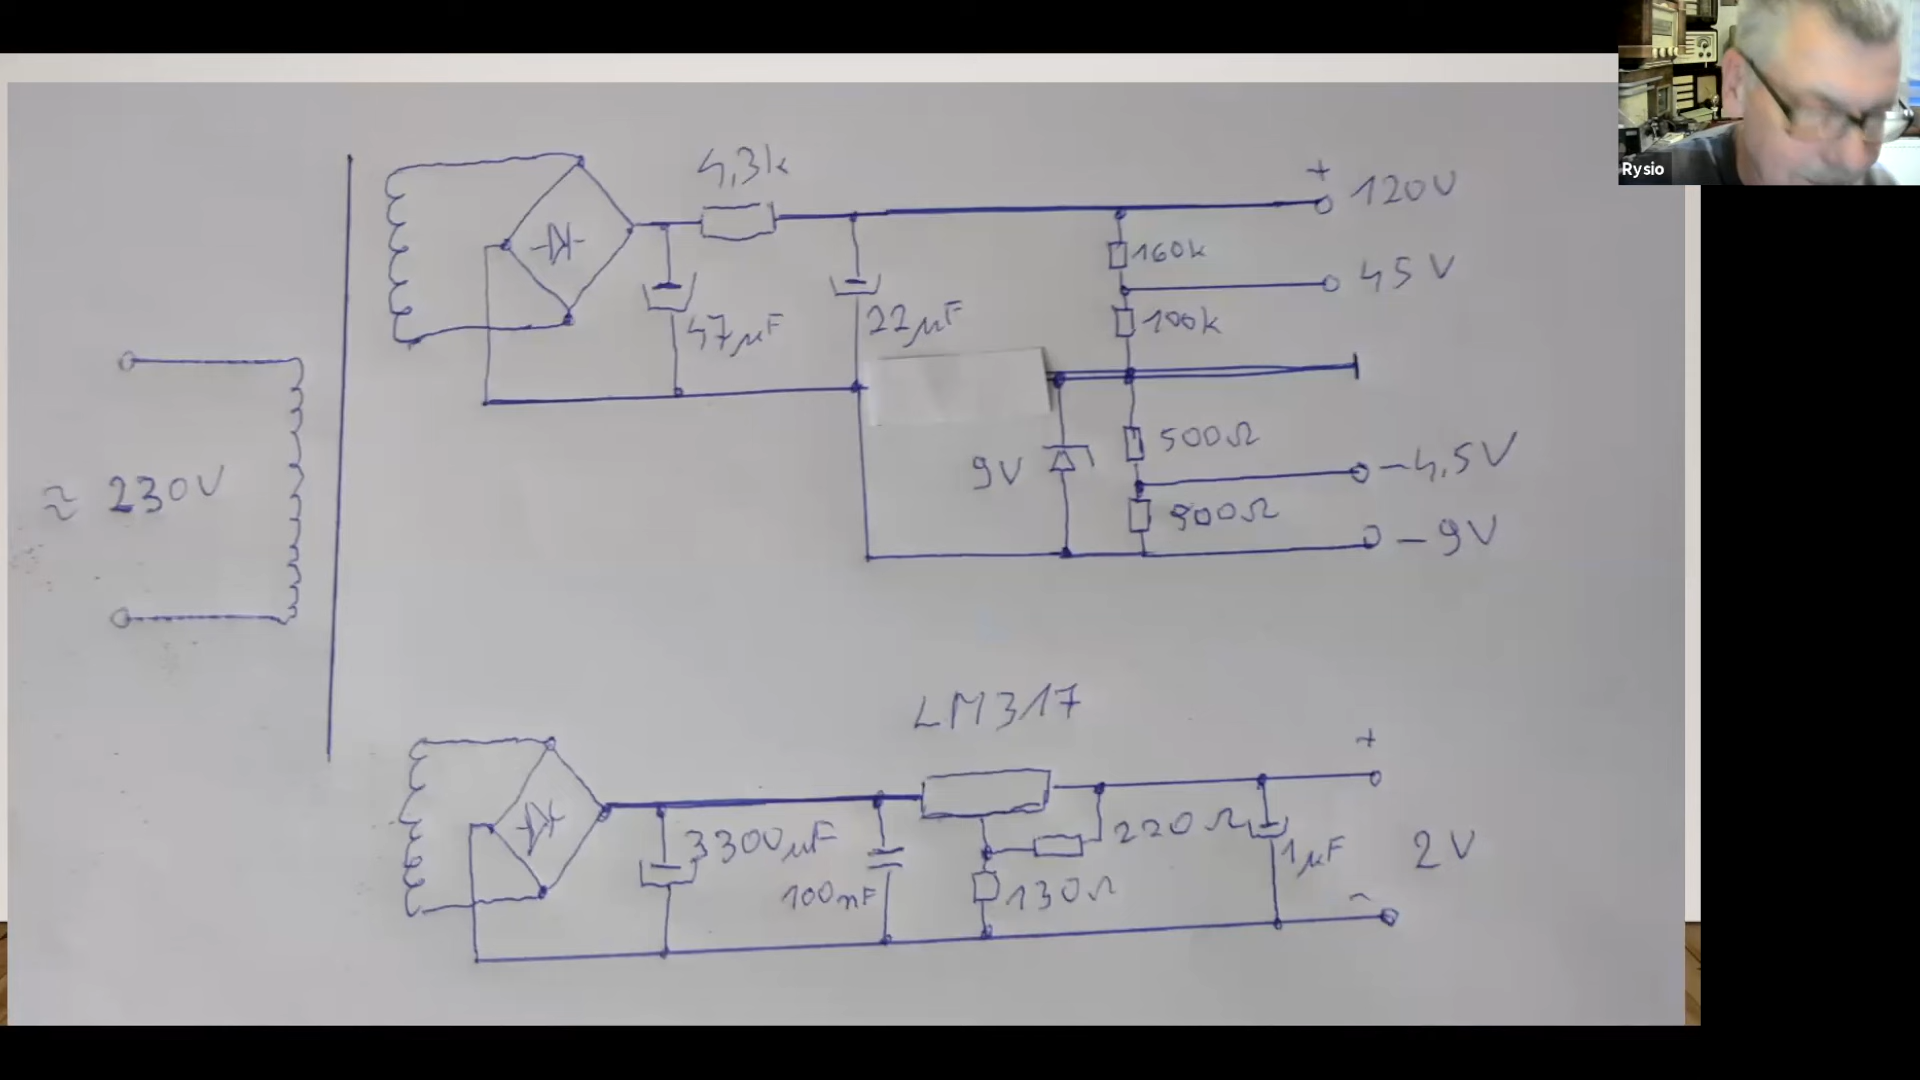 Rysio
4,3k
+
120V
160k
45V
47µF
22µF
100k
500Ω
9V
-4,5V
500Ω
-9V
≈ 230V
LM317
+
3300µF
220Ω
1µF
2V
100nF
130Ω
-